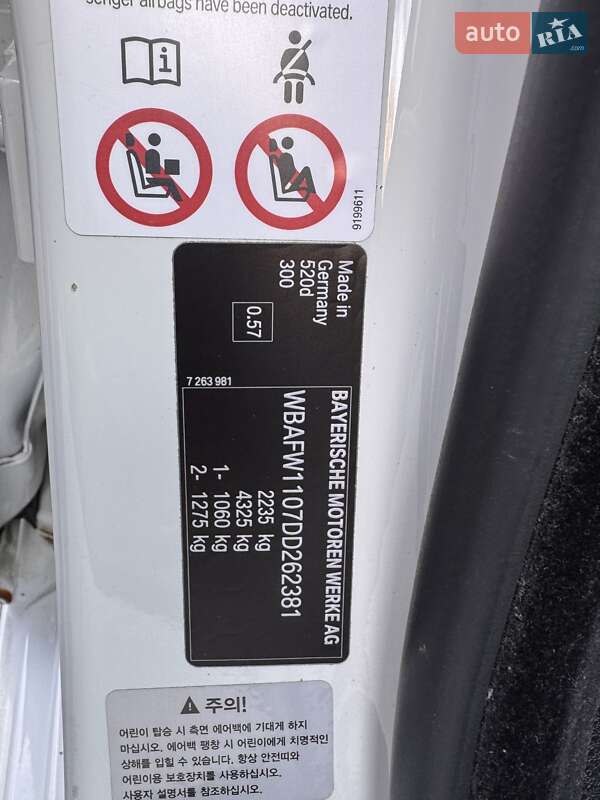 senger airbags have been deactivated.
auto RIA .com
i
9199611
Made in
Germany
520d
300
0.57
7 263 981
BAYERISCHE MOTOREN WERKE AG
WBAFW1107DD262381
2235 kg
4325 kg
1- 1060 kg
2- 1275 kg
주의!
어린이 탑승 시 측면 에어백에 기대게 하지
마십시오. 에어백 팽창 시 어린이에게 치명적인
상해를 입힐 수 있습니다. 항상 안전띠와
어린이용 보호장치를 사용하십시오.
사용자 설명서를 참조하십시오.